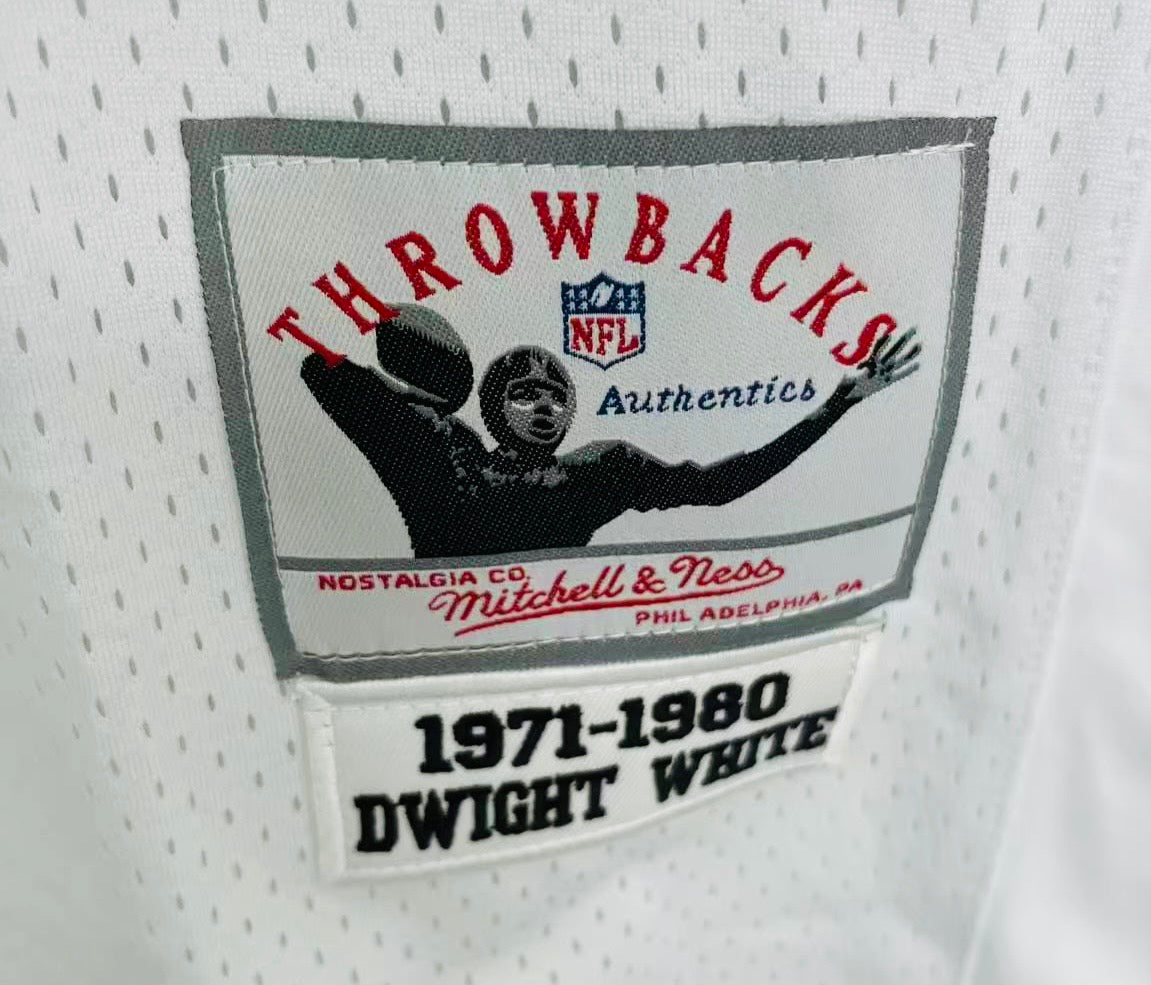 THROWBACKS
NFL
Authentics
NOSTALGIA CO.
Mitchell & Ness
PHILADELPHIA, PA
1971-1980
DWIGHT WHITE